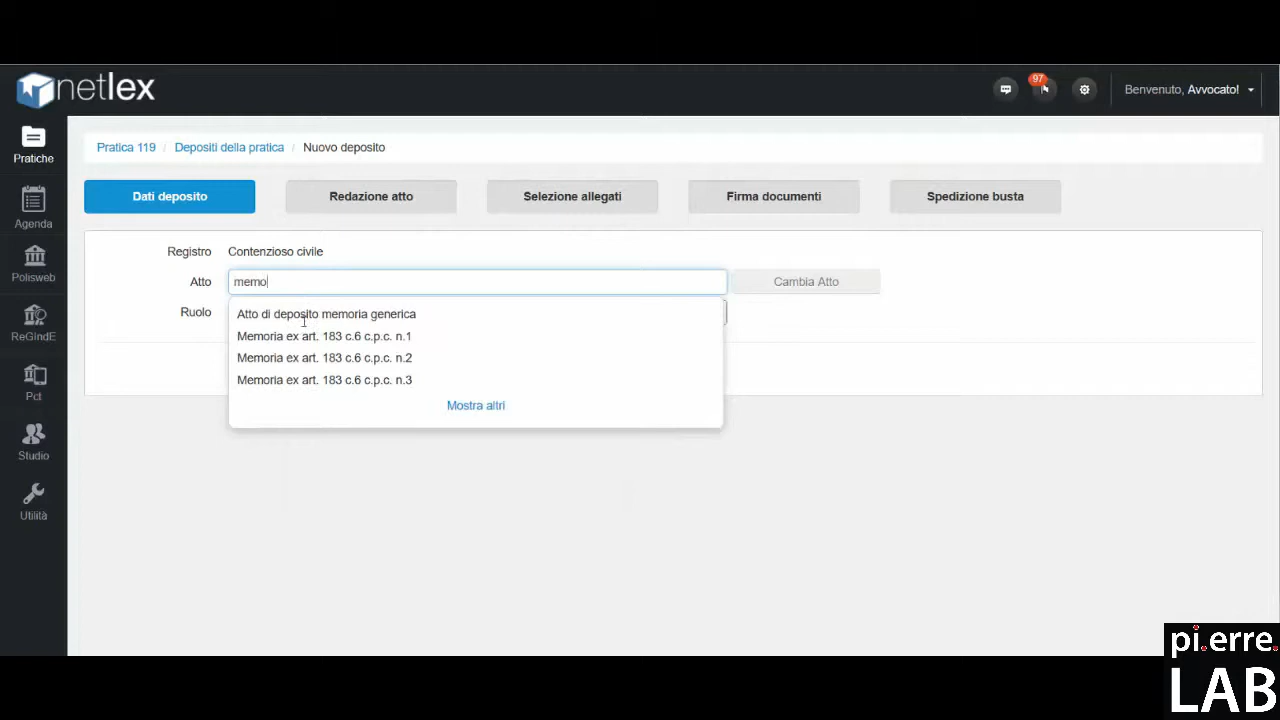 netlex
97
Benvenuto, Avvocato!
Pratiche
Agenda
Polisweb
ReGIndE
Pct
Studio
Utilità
Pratica 119 / Depositi della pratica / Nuovo deposito
Dati deposito
Redazione atto
Selezione allegati
Firma documenti
Spedizione busta
Registro Contenzioso civile
Atto memo Cambia Atto
Ruolo
Atto di deposito memoria generica
Memoria ex art. 183 c.6 c.p.c. n.1
Memoria ex art. 183 c.6 c.p.c. n.2
Memoria ex art. 183 c.6 c.p.c. n.3
Mostra altri
pi.erre.
LAB